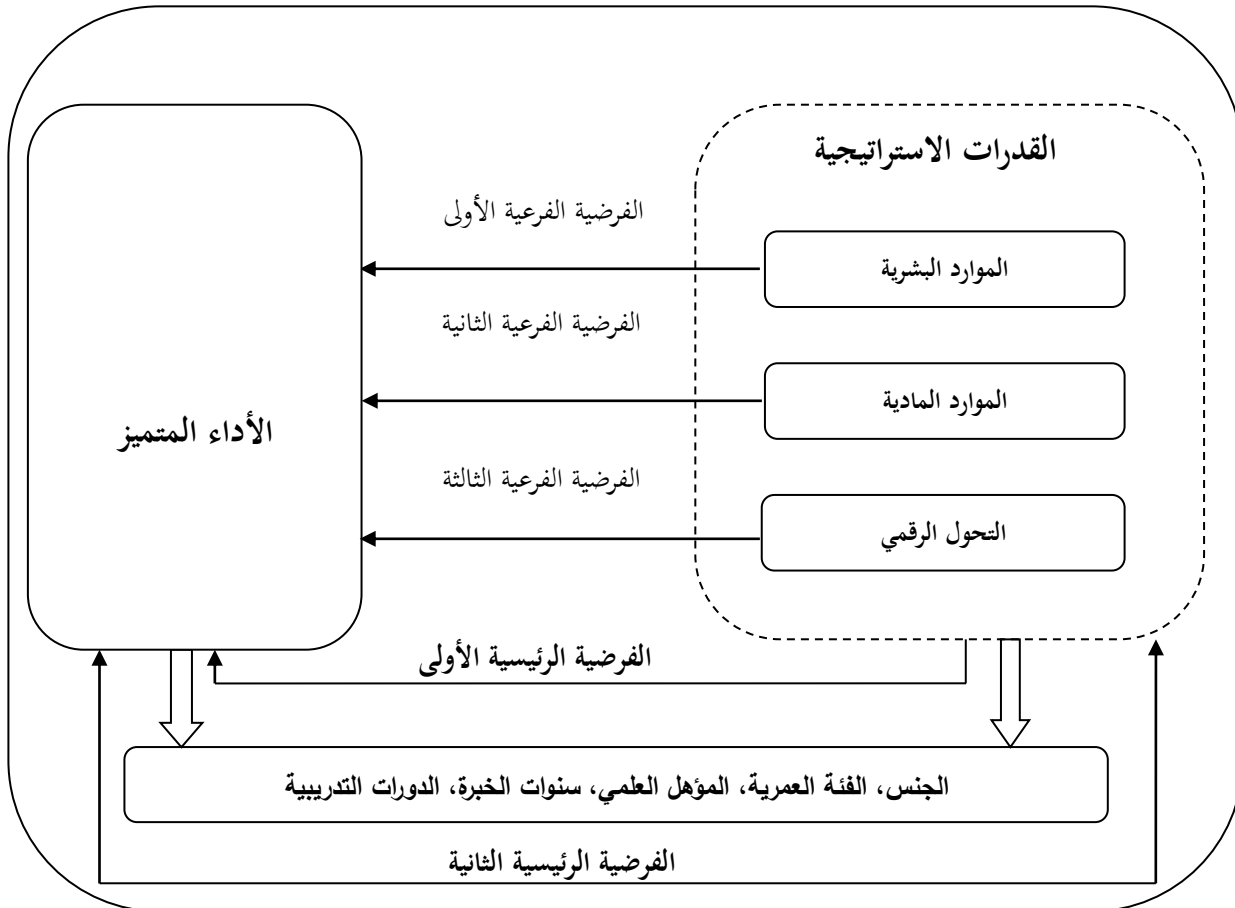 القدرات الاستراتيجية
الفرضية الفرعية الأولى
الموارد البشرية
الفرضية الفرعية الثانية
الموارد المادية
الأداء المتميز
الفرضية الفرعية الثالثة
التحول الرقمي
الفرضية الرئيسية الأولى
الجنس، الفئة العمرية، المؤهل العلمي، سنوات الخبرة، الدورات التدريبية
الفرضية الرئيسية الثانية